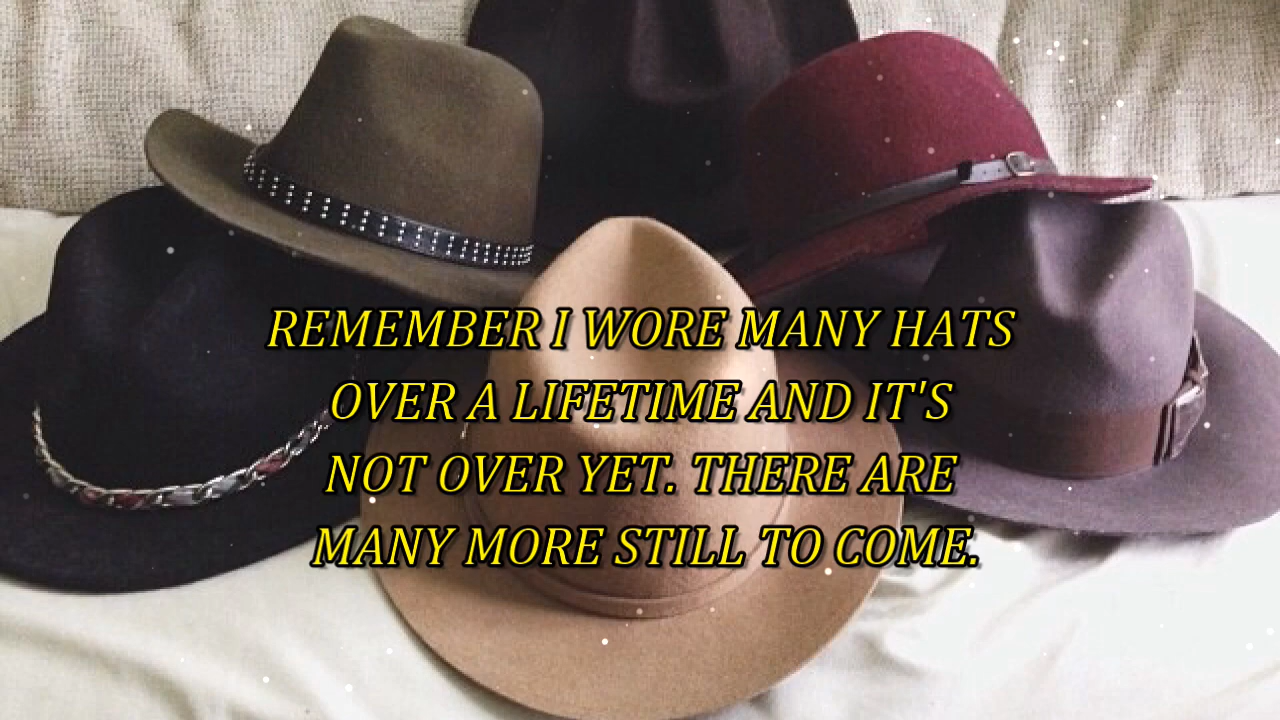 REMEMBER I WORE MANY HATS
OVER A LIFETIME AND IT'S
NOT OVER YET. THERE ARE
MANY MORE STILL TO COME.